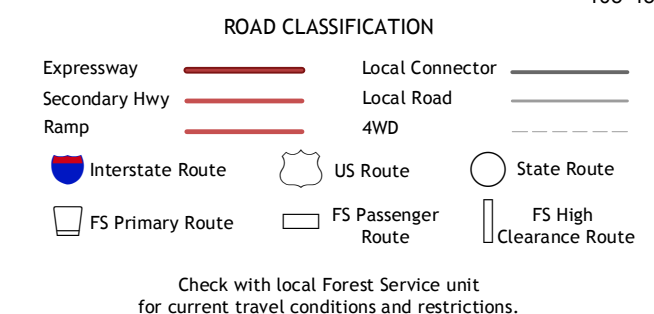 ROAD CLASSIFICATION
Expressway
Local Connector
Secondary Hwy
Local Road
Ramp
4WD
Interstate Route
US Route
State Route
FS Primary Route
FS Passenger
Route
FS High
Clearance Route
Check with local Forest Service unit
for current travel conditions and restrictions.